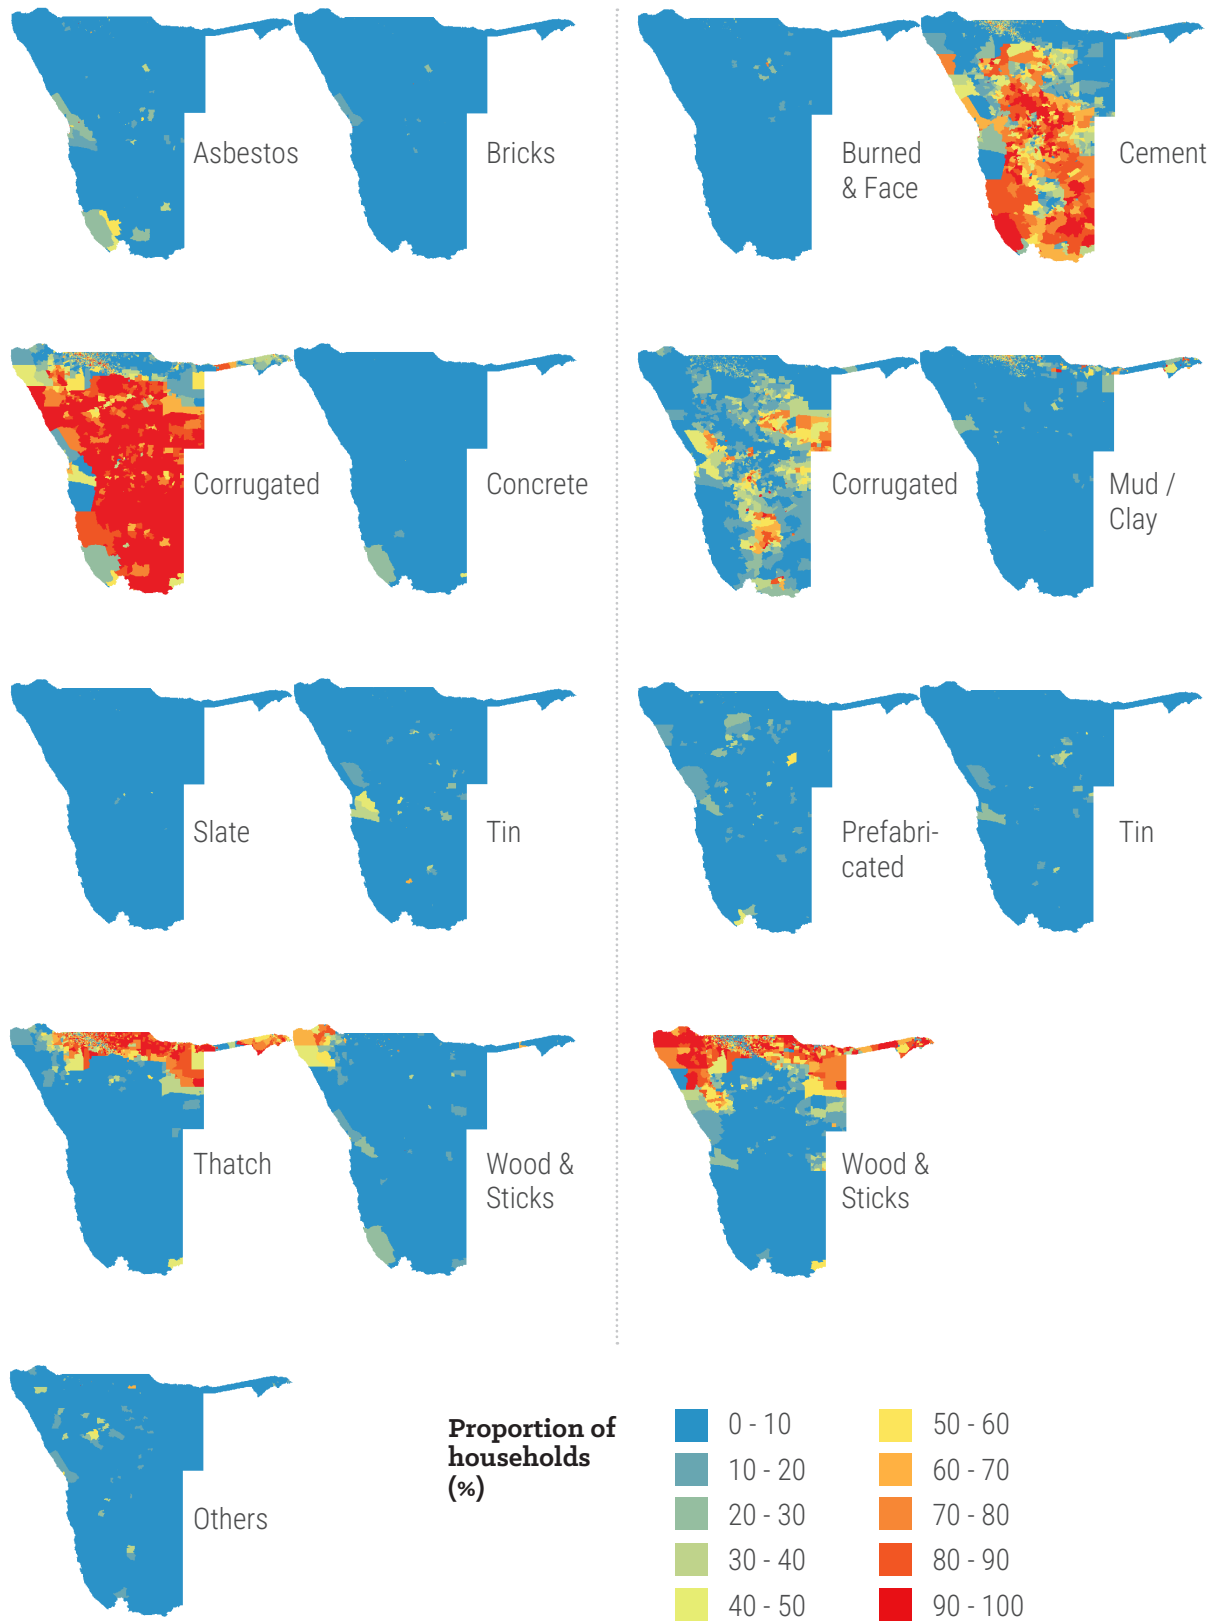 Asbestos
Bricks
Burned
& Face
Cement
Corrugated
Concrete
Corrugated
Mud /
Clay
Slate
Tin
Prefabri-
cated
Tin
Thatch
Wood &
Sticks
Wood &
Sticks
Others
Proportion of
households
(%)
0 - 10
10 - 20
20 - 30
30 - 40
40 - 50
50 - 60
60 - 70
70 - 80
80 - 90
90 - 100